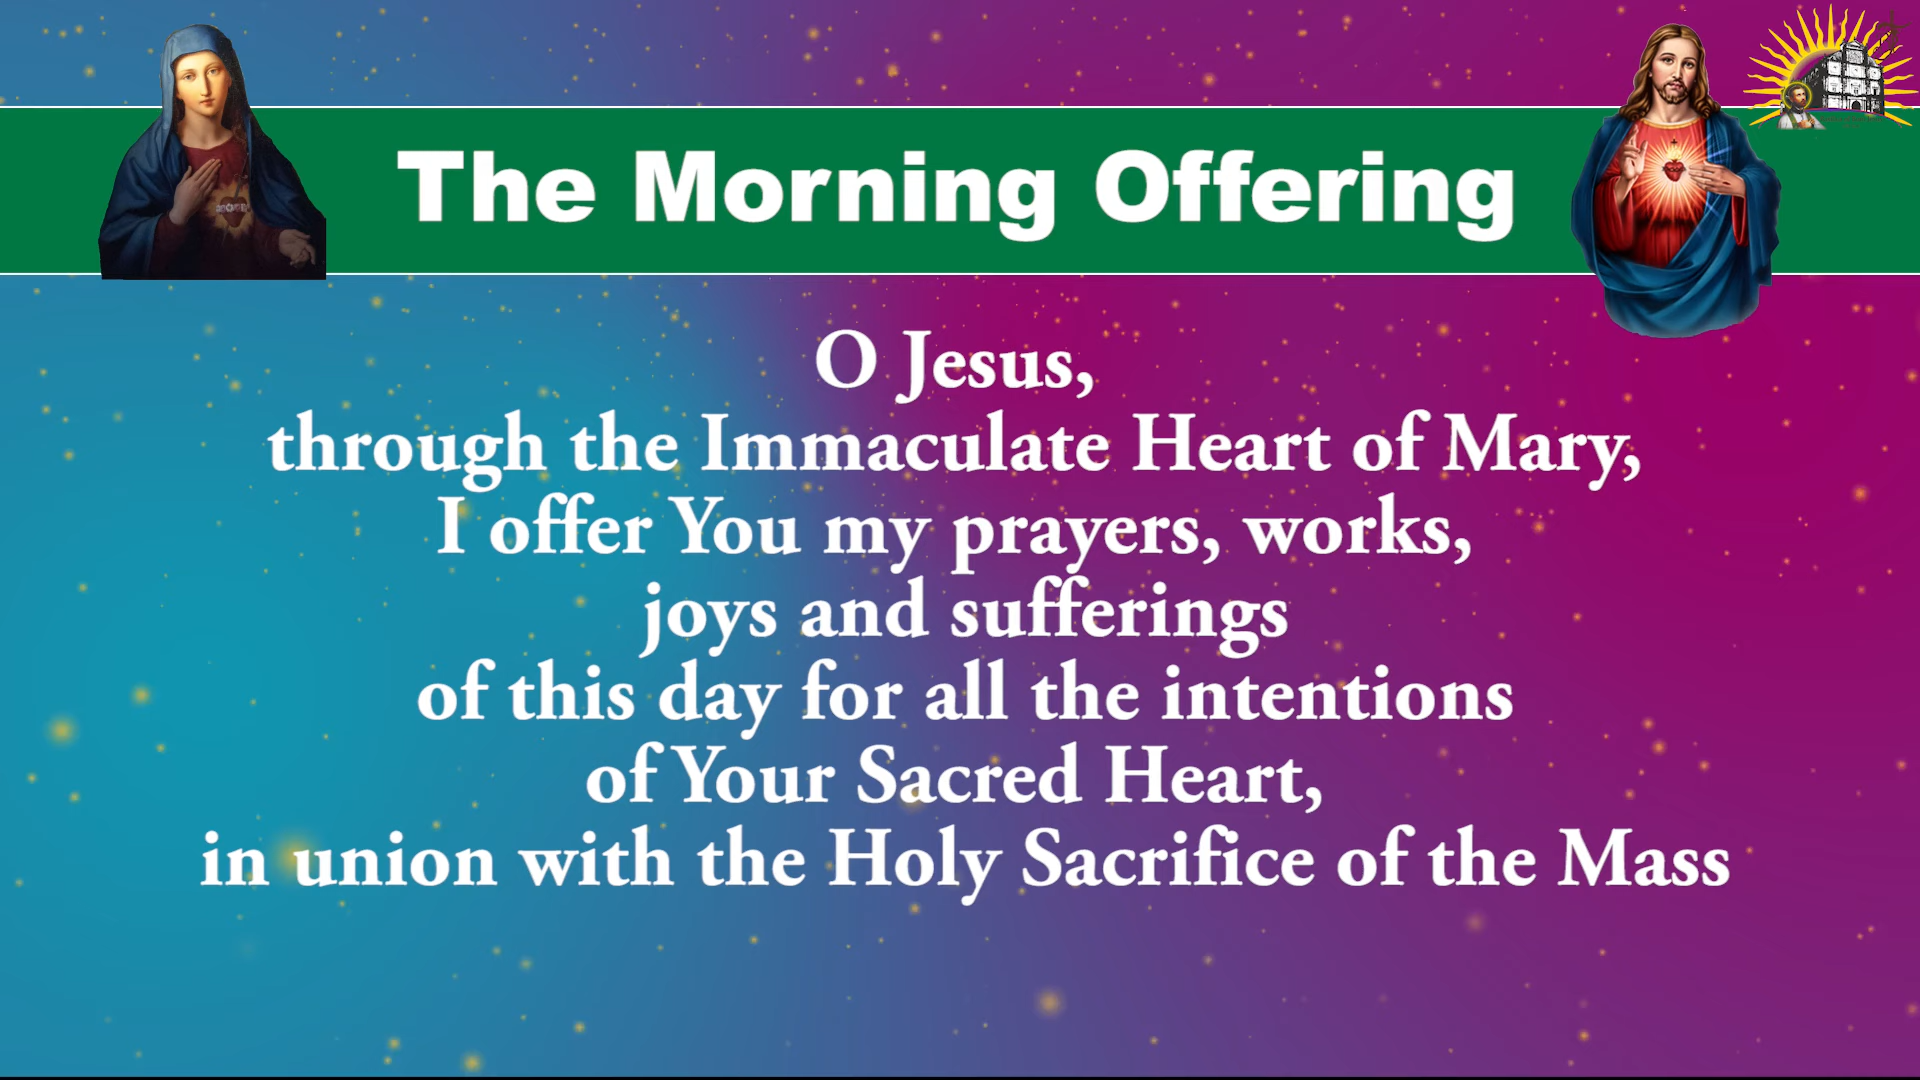 The Morning Offering
O Jesus,
through the Immaculate Heart of Mary,
I offer You my prayers, works,
joys and sufferings
of this day for all the intentions
of Your Sacred Heart,
in union with the Holy Sacrifice of the Mass